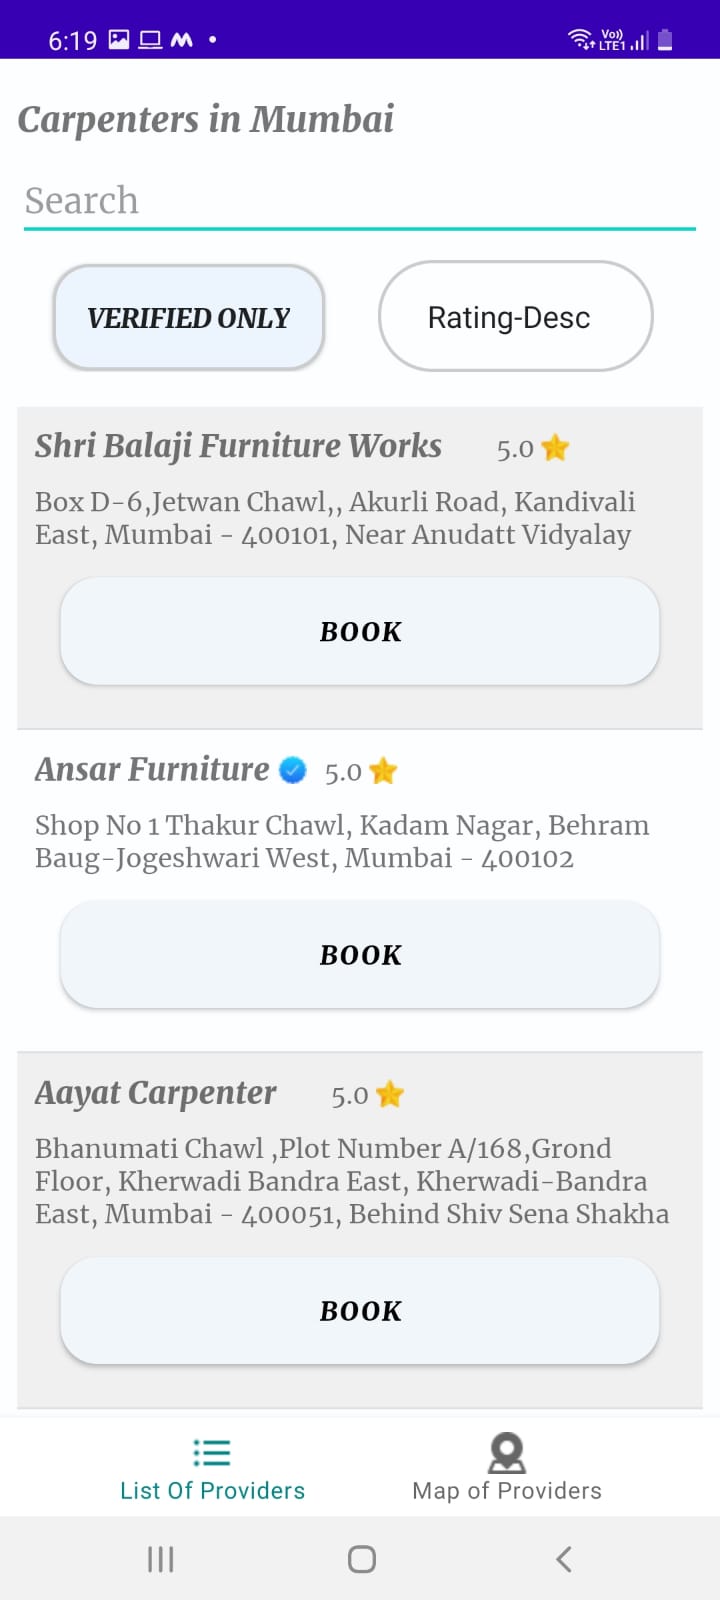 6:19
Vo)) LTE1
Carpenters in Mumbai
Search
VERIFIED ONLY
Rating-Desc
Shri Balaji Furniture Works 5.0
Box D-6,Jetwan Chawl,, Akurli Road, Kandivali
East, Mumbai - 400101, Near Anudatt Vidyalay
BOOK
Ansar Furniture 5.0
Shop No 1 Thakur Chawl, Kadam Nagar, Behram
Baug-Jogeshwari West, Mumbai - 400102
BOOK
Aayat Carpenter 5.0
Bhanumati Chawl ,Plot Number A/168,Grond
Floor, Kherwadi Bandra East, Kherwadi-Bandra
East, Mumbai - 400051, Behind Shiv Sena Shakha
BOOK
List Of Providers
Map of Providers